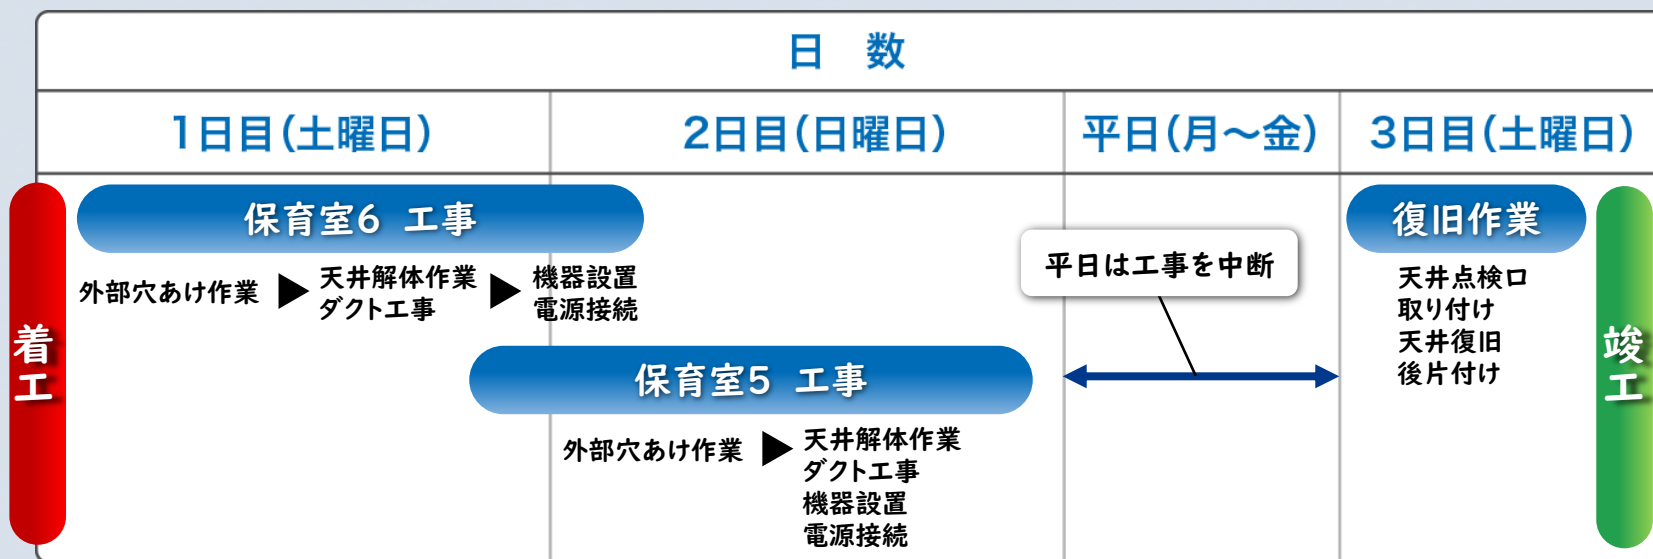 日 数
1日目(土曜日)
2日目(日曜日)
平日(月〜金)
3日目(土曜日)
着工
保育室6 工事
外部穴あけ作業 ▶ 天井解体作業 ▶ 機器設置
ダクト工事 電源接続
保育室5 工事
外部穴あけ作業 ▶ 天井解体作業
ダクト工事
機器設置
電源接続
平日は工事を中断
復旧作業
天井点検口
取り付け
天井復旧
後片付け
竣工